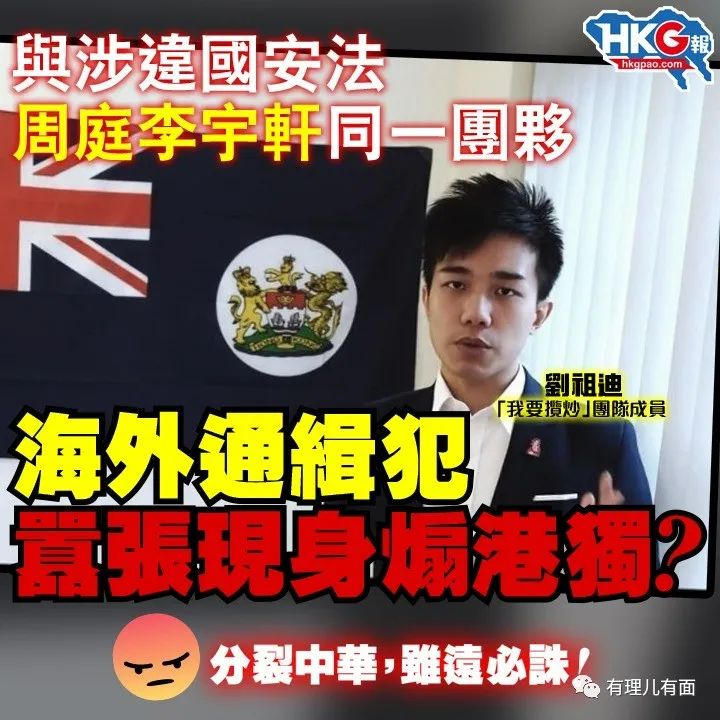 HKG報
hkgpao.com
與涉違國安法
周庭李宇軒同一團夥
HONG KONG
劉祖迪
「我要攬炒」團隊成員
海外通緝犯
囂張現身煽港獨?
分裂中華,雖遠必誅!
有理儿有面